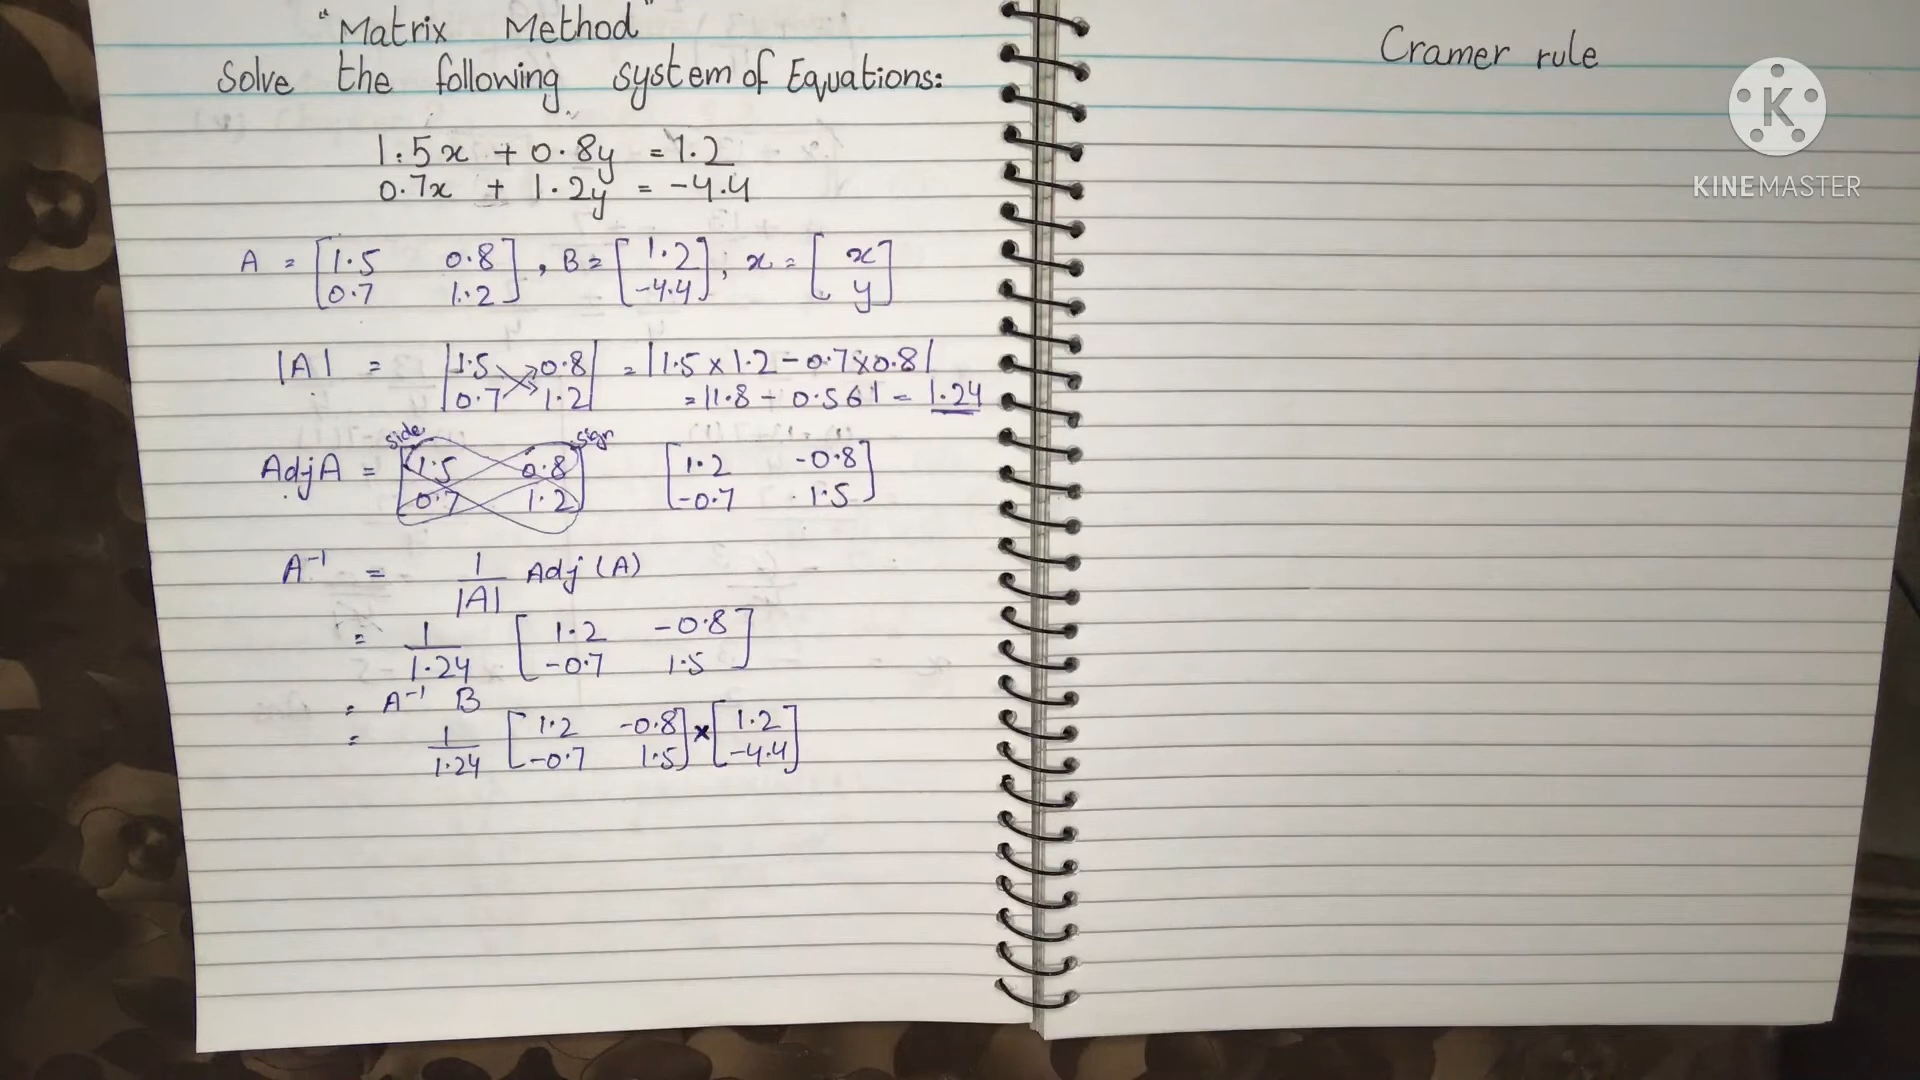 "Matrix Method"
Solve the following system of Equations:
1.5x + 0.8y = 1.2
0.7x + 1.2y = -4.4
A = [1.5 0.8
0.7 1.2], B = [1.2
-4.4]; x = [x
y]
|A| = |1.5 0.8
0.7 1.2| = |1.5 × 1.2 - 0.7 × 0.8|
= |1.8 - 0.56| = 1.24
side sign
Adj A = [1.5 0.8
0.7 1.2] [1.2 -0.8
-0.7 1.5]
A⁻¹ = 1/|A| Adj (A)
= 1/1.24 [1.2 -0.8
-0.7 1.5]
= A⁻¹ B
= 1/1.24 [1.2 -0.8
-0.7 1.5] × [1.2
-4.4]
Cramer rule
K
KINEMASTER